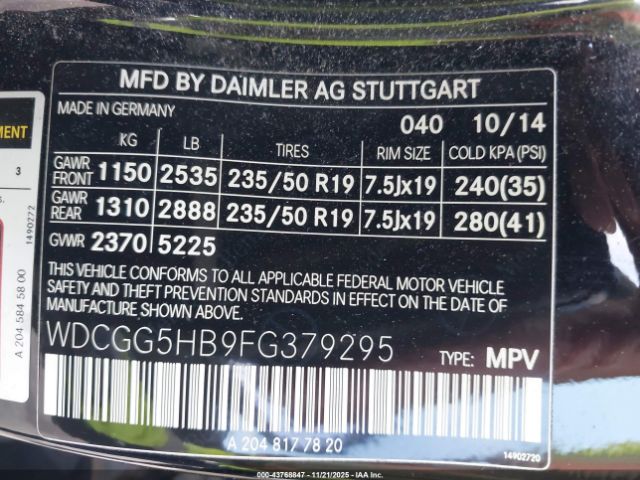 MFD BY DAIMLER AG STUTTGART
MADE IN GERMANY 040 10/14
KG LB TIRES RIM SIZE COLD KPA (PSI)
GAWR FRONT 1150 2535 235/50 R19 7.5Jx19 240(35)
GAWR REAR 1310 2888 235/50 R19 7.5Jx19 280(41)
GVWR 2370 5225
THIS VEHICLE CONFORMS TO ALL APPLICABLE FEDERAL MOTOR VEHICLE
SAFETY AND THEFT PREVENTION STANDARDS IN EFFECT ON THE DATE
OF MANUFACTURE SHOWN ABOVE.
WDCGG5HB9FG379295 TYPE: MPV
A 204 817 78 20
14902720
3
1490272
A 204 584 58 00
000-43768847 - 11/21/2025 - IAA Inc.